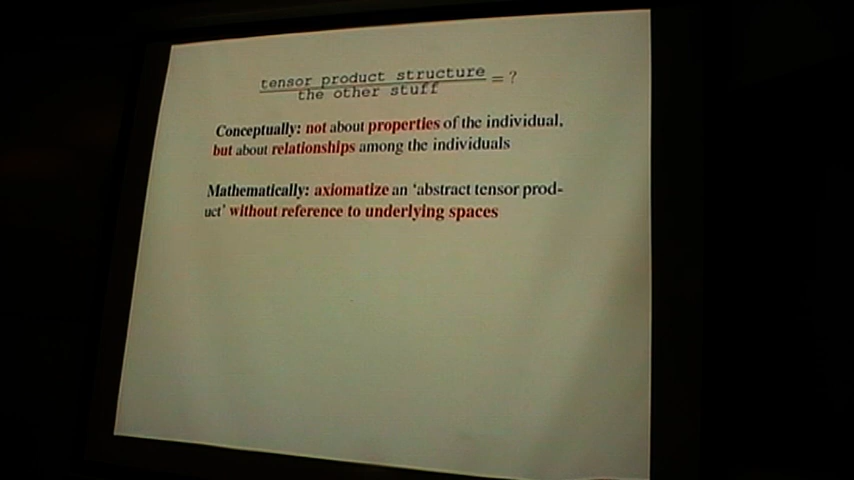 tensor product structure = ?
the other stuff
Conceptually: not about properties of the individual,
but about relationships among the individuals
Mathematically: axiomatize an ‘abstract tensor prod-
uct’ without reference to underlying spaces